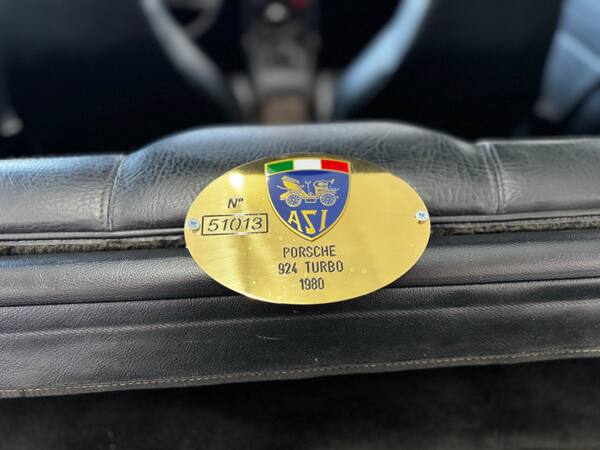 Nº
51013
ASI
PORSCHE
924 TURBO
1980